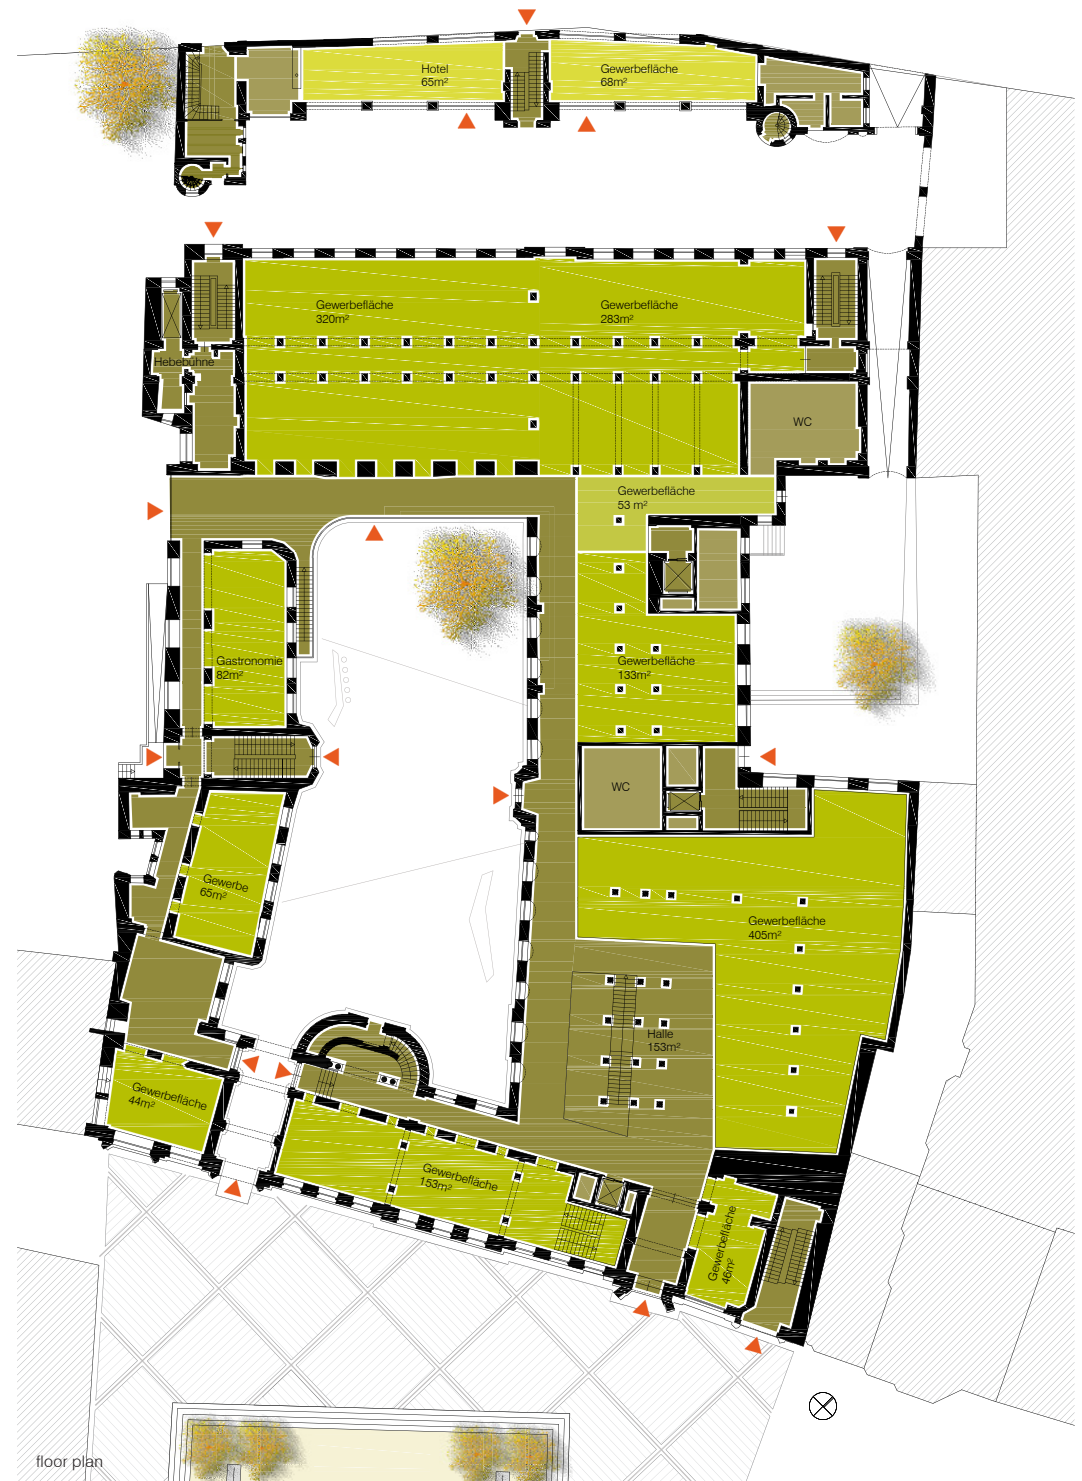 Hotel
65m²
Gewerbefläche
68m²
Gewerbefläche
320m²
Gewerbefläche
283m²
Hebebühne
WC
Gewerbefläche
53 m²
Gastronomie
82m²
Gewerbefläche
133m²
WC
Gewerbe
65m²
Gewerbefläche
405m²
Halle
153m²
Gewerbefläche
44m²
Gewerbefläche
153m²
Gewerbefläche
46m²
floor plan